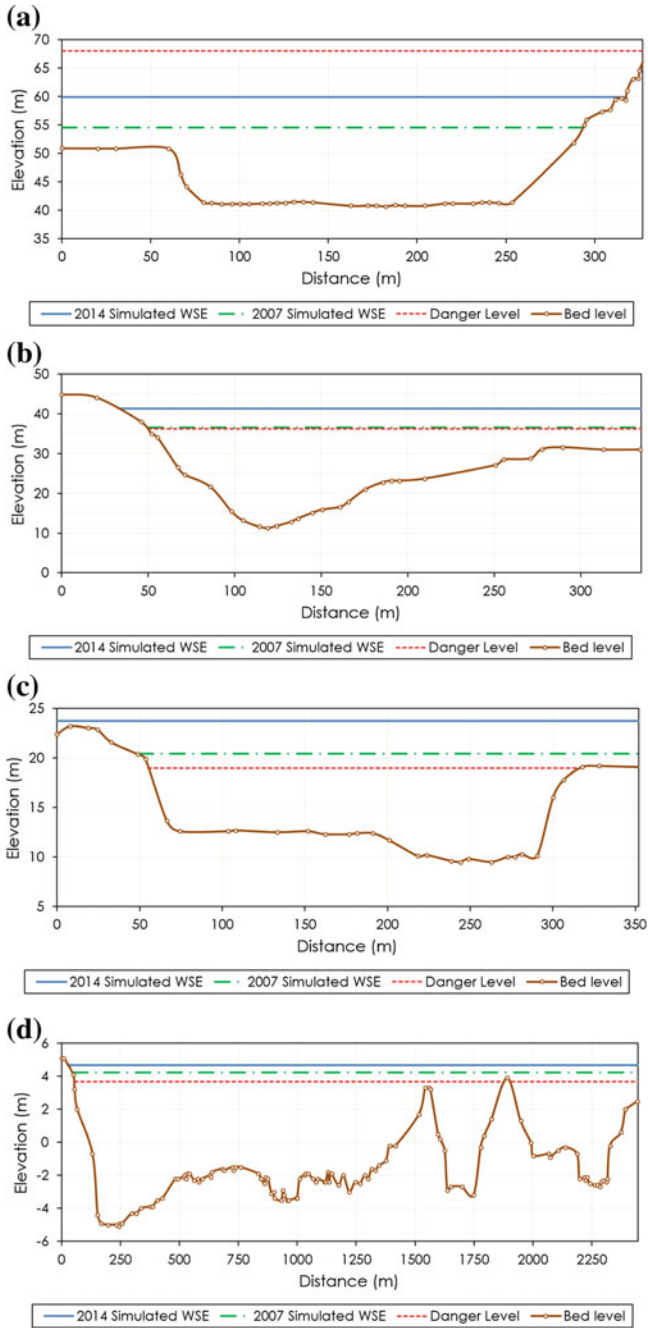 (a)
70
65
60
55
50
45
40
35
Elevation (m)
0 50 100 150 200 250 300
Distance (m)
2014 Simulated WSE 2007 Simulated WSE Danger Level Bed level
(b)
50
40
30
20
10
0
Elevation (m)
0 50 100 150 200 250 300
Distance (m)
2014 Simulated WSE 2007 Simulated WSE Danger Level Bed level
(c)
25
20
15
10
5
Elevation (m)
0 50 100 150 200 250 300 350
Distance (m)
2014 Simulated WSE 2007 Simulated WSE Danger Level Bed level
(d)
6
4
2
0
-2
-4
-6
Elevation (m)
0 250 500 750 1000 1250 1500 1750 2000 2250
Distance (m)
2014 Simulated WSE 2007 Simulated WSE Danger Level Bed level